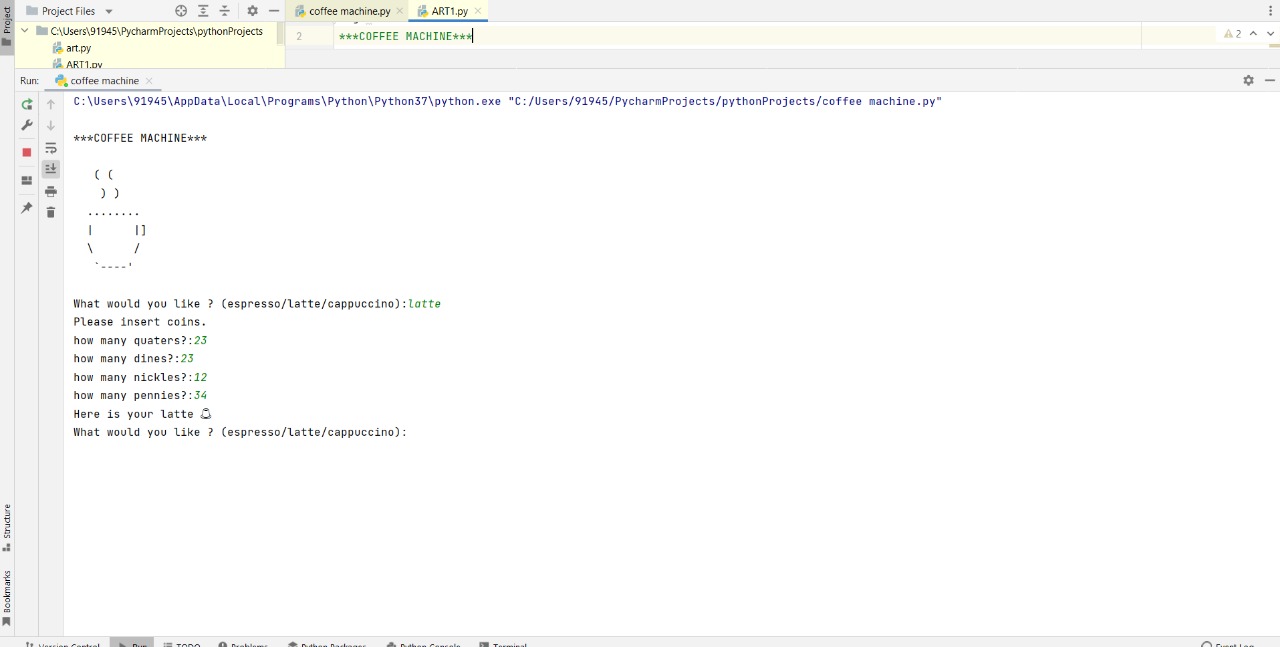 Project Files
coffee machine.py
ART1.py
Project
C:\Users\91945\PycharmProjects\pythonProjects
2
***COFFEE MACHINE***
2
art.py
ART1.py
Run:
coffee machine
C:\Users\91945\AppData\Local\Programs\Python\Python37\python.exe "C:/Users/91945/PycharmProjects/pythonProjects/coffee machine.py"
***COFFEE MACHINE***
( (
) )
........
|      |]
\      /
`----'
What would you like ? (espresso/latte/cappuccino):latte
Please insert coins.
how many quaters?:23
how many dines?:23
how many nickles?:12
how many pennies?:34
Here is your latte
What would you like ? (espresso/latte/cappuccino):
Structure
Bookmarks
Version Control
Run
TODO
Problems
Python Packages
Python Console
Terminal
Event Log